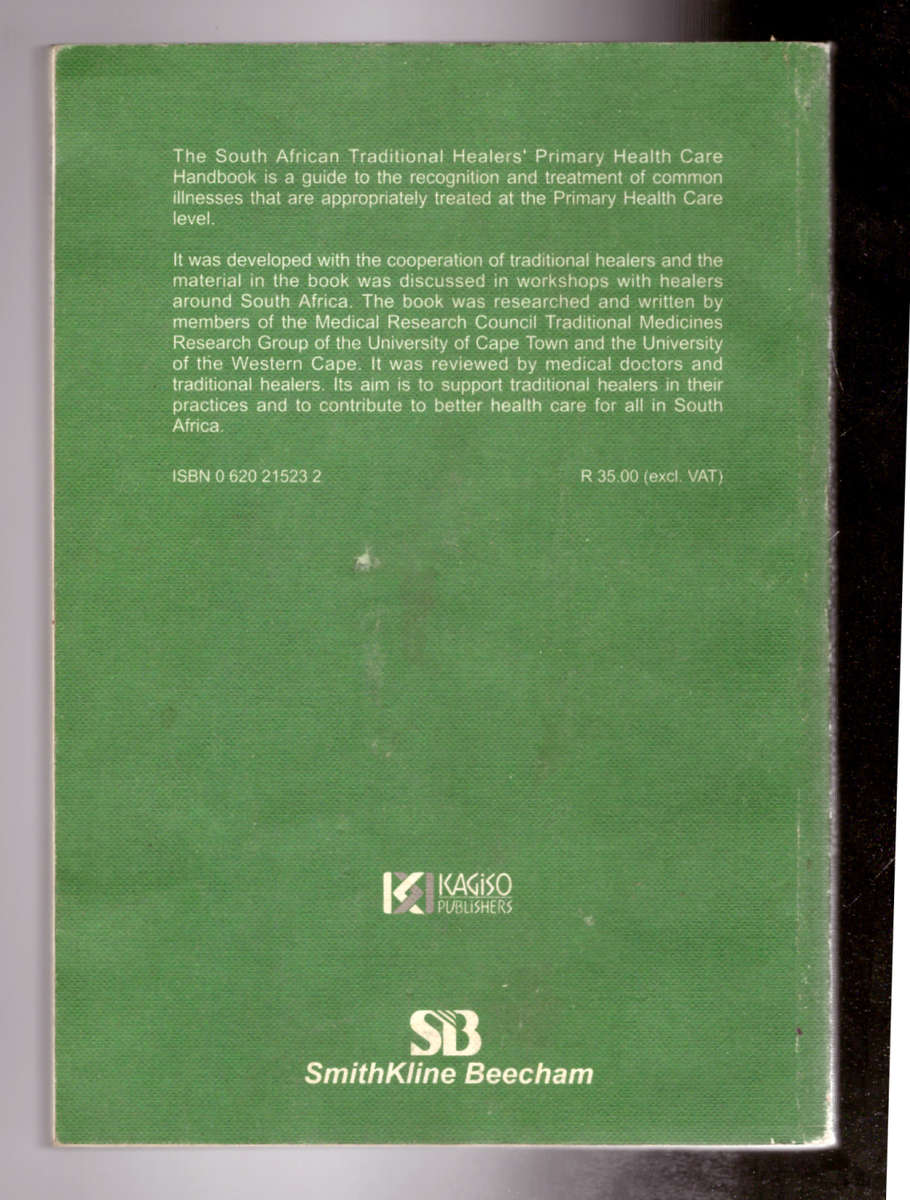 The South African Traditional Healers' Primary Health Care
Handbook is a guide to the recognition and treatment of common
illnesses that are appropriately treated at the Primary Health Care
level.
It was developed with the cooperation of traditional healers and the
material in the book was discussed in workshops with healers
around South Africa. The book was researched and written by
members of the Medical Research Council Traditional Medicines
Research Group of the University of Cape Town and the University
of the Western Cape. It was reviewed by medical doctors and
traditional healers. Its aim is to support traditional healers in their
practices and to contribute to better health care for all in South
Africa.
ISBN 0 620 21523 2 R 35.00 (excl. VAT)
KAGiSO
PUBLiSHERS
SB
SmithKline Beecham